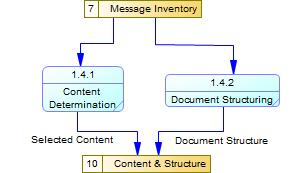 7 Message Inventory
1.4.1
Content
Determination
1.4.2
Document Structuring
Selected Content
Document Structure
10 Content & Structure